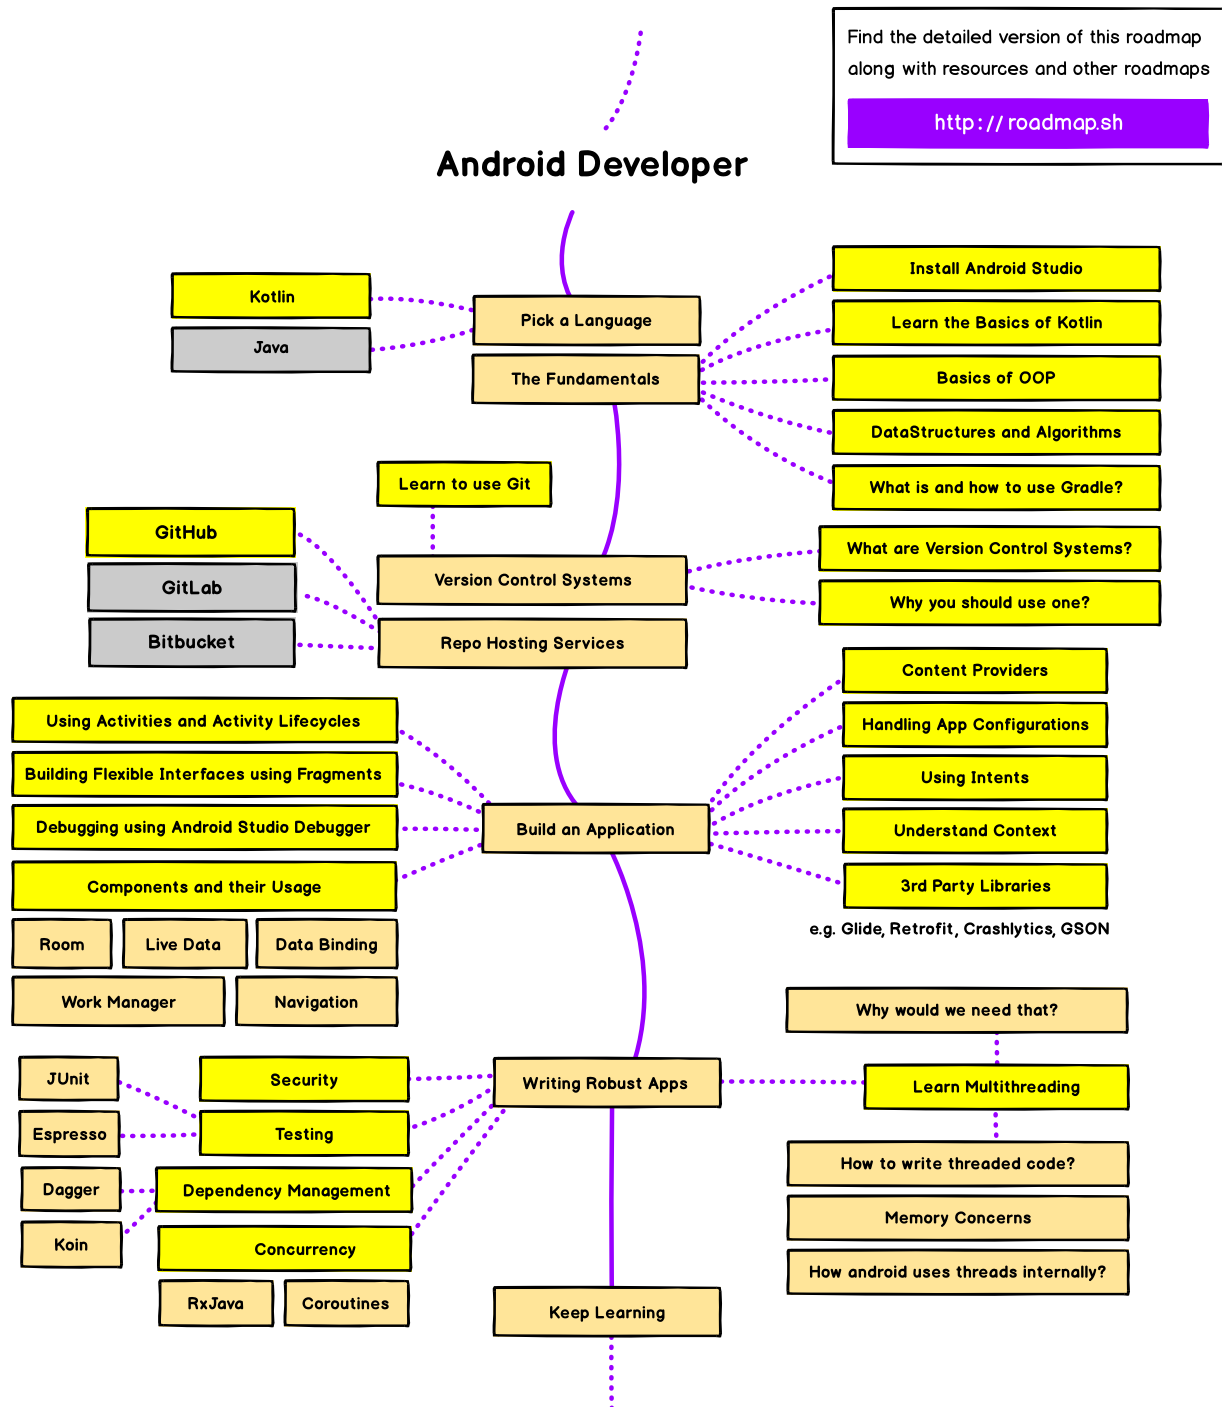 Find the detailed version of this roadmap
along with resources and other roadmaps
http://roadmap.sh
Android Developer
Kotlin
Java
Pick a Language
The Fundamentals
Install Android Studio
Learn the Basics of Kotlin
Basics of OOP
DataStructures and Algorithms
What is and how to use Gradle?
Learn to use Git
GitHub
GitLab
Bitbucket
Version Control Systems
Repo Hosting Services
What are Version Control Systems?
Why you should use one?
Using Activities and Activity Lifecycles
Building Flexible Interfaces using Fragments
Debugging using Android Studio Debugger
Components and their Usage
Room
Live Data
Data Binding
Work Manager
Navigation
Build an Application
Content Providers
Handling App Configurations
Using Intents
Understand Context
3rd Party Libraries
e.g. Glide, Retrofit, Crashlytics, GSON
JUnit
Espresso
Dagger
Koin
Security
Testing
Dependency Management
Concurrency
RxJava
Coroutines
Writing Robust Apps
Why would we need that?
Learn Multithreading
How to write threaded code?
Memory Concerns
How android uses threads internally?
Keep Learning